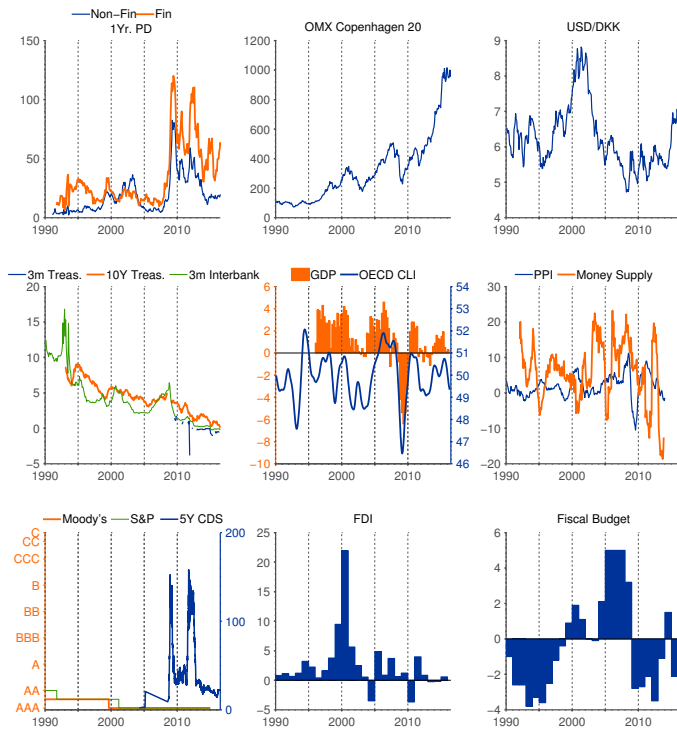 Non-Fin Fin
1Yr. PD
OMX Copenhagen 20
USD/DKK
150
100
50
0
1990 2000 2010
1200
1000
800
600
400
200
0
1990 2000 2010
9
8
7
6
5
4
1990 2000 2010
3m Treas. 10Y Treas. 3m Interbank
GDP OECD CLI
PPI Money Supply
20
15
10
5
0
−5
1990 2000 2010
6
4
2
0
−2
−4
−6
−8
−10
54
53
52
51
50
49
48
47
46
1990 2000 2010
30
20
10
0
−10
−20
1990 2000 2010
Moody's S&P 5Y CDS
FDI
Fiscal Budget
C
CC
CCC
B
BB
BBB
A
AA
AAA
200
100
0
1990 2000 2010
25
20
15
10
5
0
−5
1990 2000 2010
6
4
2
0
−2
−4
1990 2000 2010